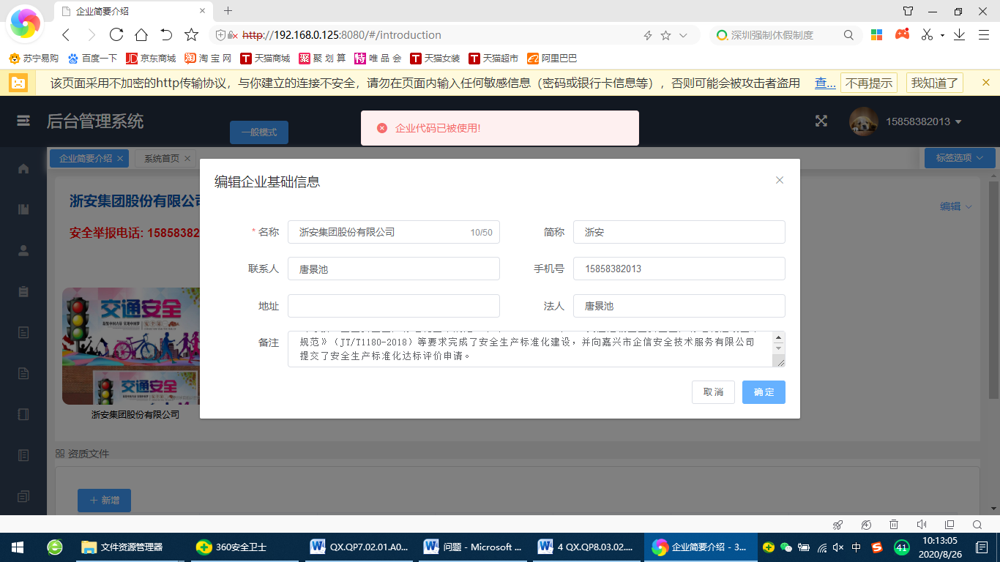 企业简要介绍
http://192.168.0.125:8080/#/introduction
深圳强制休假制度
苏宁易购 百度一下 京东商城 淘 宝 网 天猫商城 聚 划 算 唯 品 会 天猫女装 天猫超市 阿里巴巴
该页面采用不加密的http传输协议，与你建立的连接不安全，请勿在页面内输入任何敏感信息（密码或银行卡信息等），否则可能会被攻击者盗用 查... 不再提示 我知道了
后台管理系统
一般模式
企业代码已被使用!
15858382013
企业简要介绍 系统首页
标签选项
编辑企业基础信息
浙安集团股份有限公司
编辑
安全举报电话: 15858382
* 名称 浙安集团股份有限公司 10/50
简称 浙安
联系人 唐景池
手机号 15858382013
地址
法人 唐景池
备注 规范》（JT/T1180-2018）等要求完成了安全生产标准化建设，并向嘉兴市企信安全技术服务有限公司
提交了安全生产标准化达标评价申请。
取消 确定
交通安全
交通安全
浙安集团股份有限公司
资质文件
新增
文件资源管理器 360安全卫士 QX.QP7.02.01.A0... 问题 - Microsoft ... 4 QX.QP8.03.02.... 企业简要介绍 - 3...
中
41
10:13:05
2020/8/26